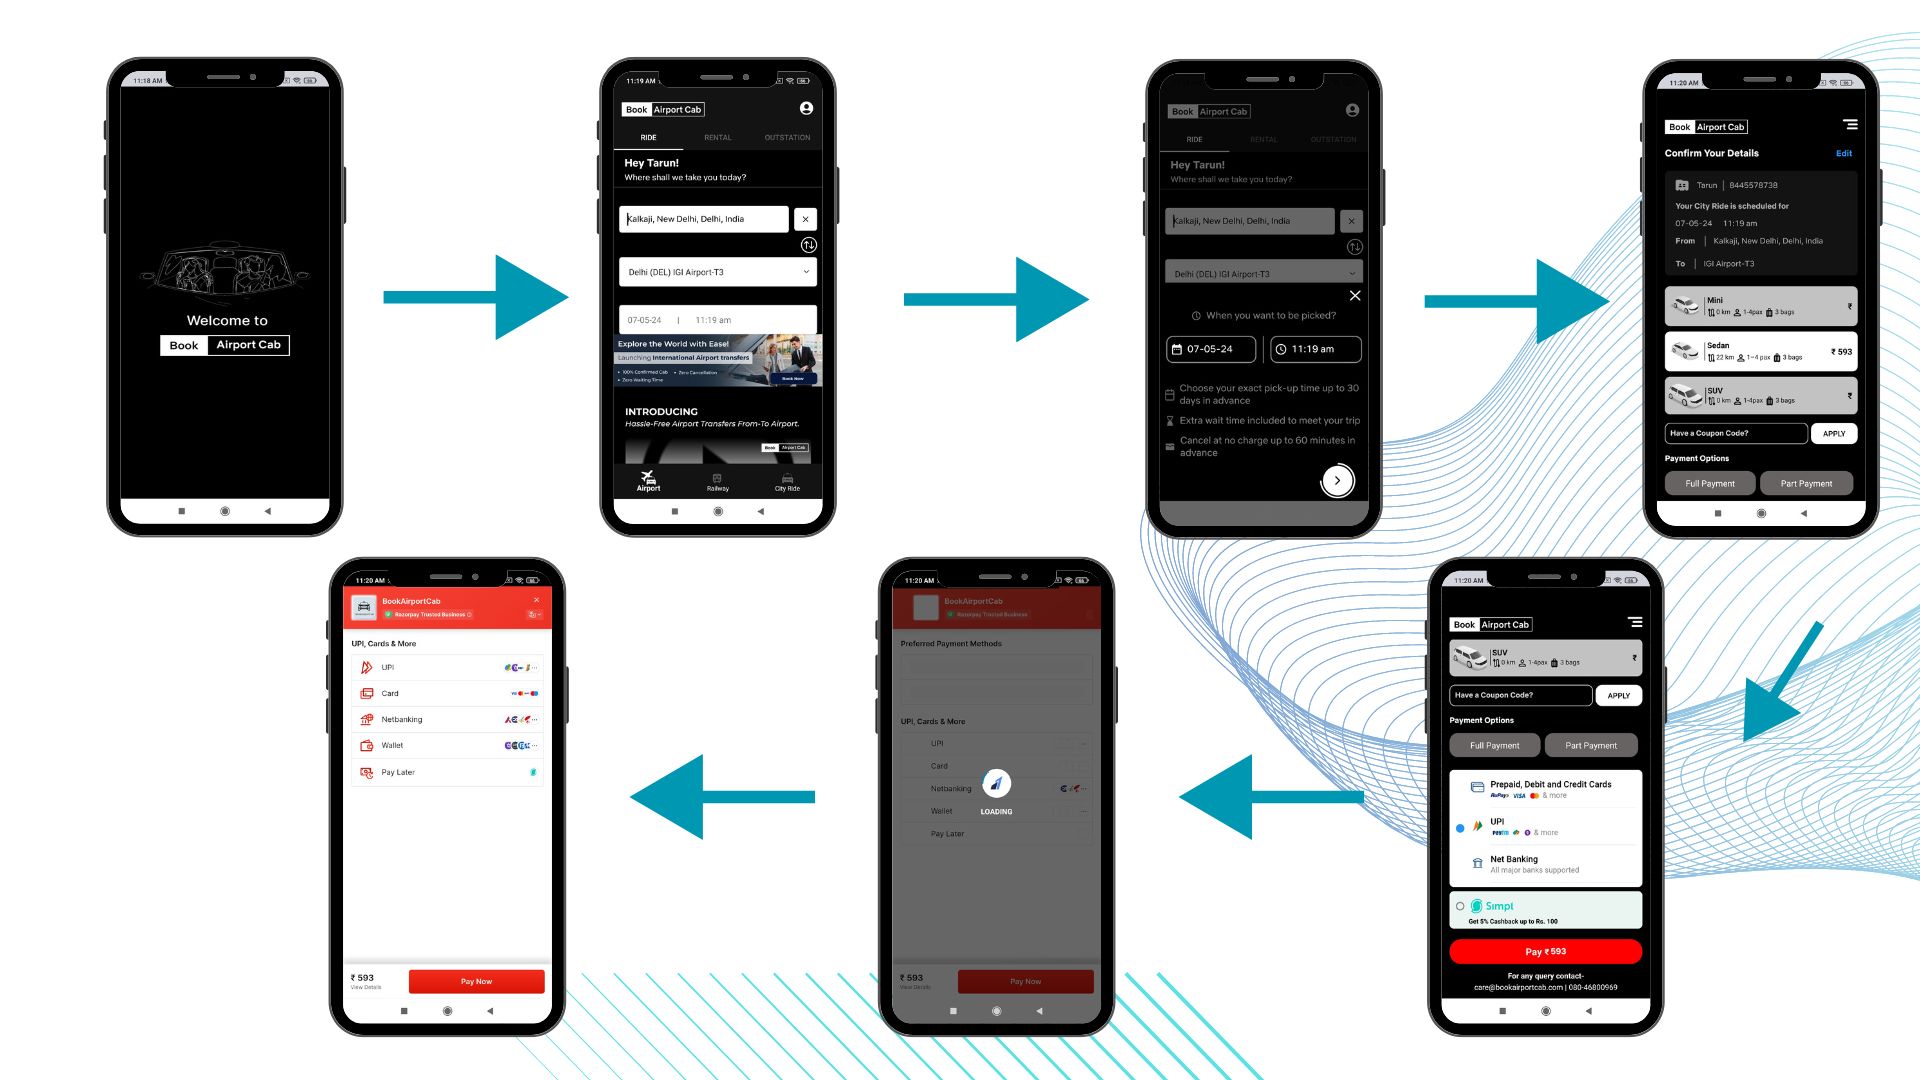 11:18 AM
Welcome to
Book Airport Cab
11:19 AM
Book Airport Cab
RIDE RENTAL OUTSTATION
Hey Tarun!
Where shall we take you today?
Kalkaji, New Delhi, Delhi, India
Delhi (DEL) IGI Airport-T3
07-05-24 | 11:19 am
Explore the World with Ease!
Launching International Airport transfers
• 100% Confirmed Cab • Zero Cancellation
• Zero Waiting Time
Book Now
INTRODUCING
Hassle-Free Airport Transfers From-To Airport.
Book Airport Cab
Airport Railway City Ride
Book Airport Cab
RIDE RENTAL OUTSTATION
Hey Tarun!
Where shall we take you today?
Kalkaji, New Delhi, Delhi, India
Delhi (DEL) IGI Airport-T3
When you want to be picked?
07-05-24 11:19 am
Choose your exact pick-up time up to 30
days in advance
Extra wait time included to meet your trip
Cancel at no charge up to 60 minutes in
advance
11:20 AM
Book Airport Cab
Confirm Your Details Edit
Tarun | 8445578738
Your City Ride is scheduled for
07-05-24 11:19 am
From | Kalkaji, New Delhi, Delhi, India
To | IGI Airport-T3
Mini
0 km 1-4pax 3 bags ₹
Sedan
22 km 1-4 pax 3 bags ₹ 593
SUV
0 km 1-4pax 3 bags ₹
Have a Coupon Code? APPLY
Payment Options
Full Payment Part Payment
11:20 AM
BookAirportCab
Razorpay Trusted Business
UPI, Cards & More
UPI
Card
VISA
Netbanking
Wallet
Pay Later
₹ 593
View Details
Pay Now
11:20 AM
BookAirportCab
Razorpay Trusted Business
Preferred Payment Methods
UPI, Cards & More
UPI
Card
Netbanking
Wallet
LOADING
Pay Later
₹ 593
View Details
Pay Now
11:20 AM
Book Airport Cab
SUV
0 km 1-4pax 3 bags ₹
Have a Coupon Code? APPLY
Payment Options
Full Payment Part Payment
Prepaid, Debit and Credit Cards
RuPay VISA & more
UPI
Paytm & more
Net Banking
All major banks supported
Simpl
Get 5% Cashback up to Rs. 100
Pay ₹ 593
For any query contact-
care@bookairportcab.com | 080-46800969